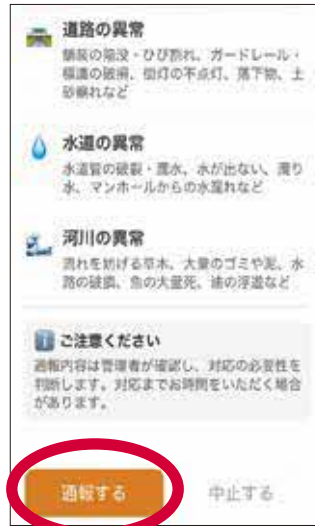 道路の異常
舗装の陥没・ひび割れ、ガードレール・
標識の破損、街灯の不点灯、落下物、土
砂崩れなど
水道の異常
水道管の破裂・漏水、水が出ない、濁り
水、マンホールからの水漏れなど
河川の異常
流れを妨げる草木、大量のゴミや泥、水
路の破損、魚の大量死、油の浮遊など
ご注意ください
通報内容は管理者が確認し、対応の必要性を
判断します。対応までお時間をいただく場合
があります。
通報する
中止する